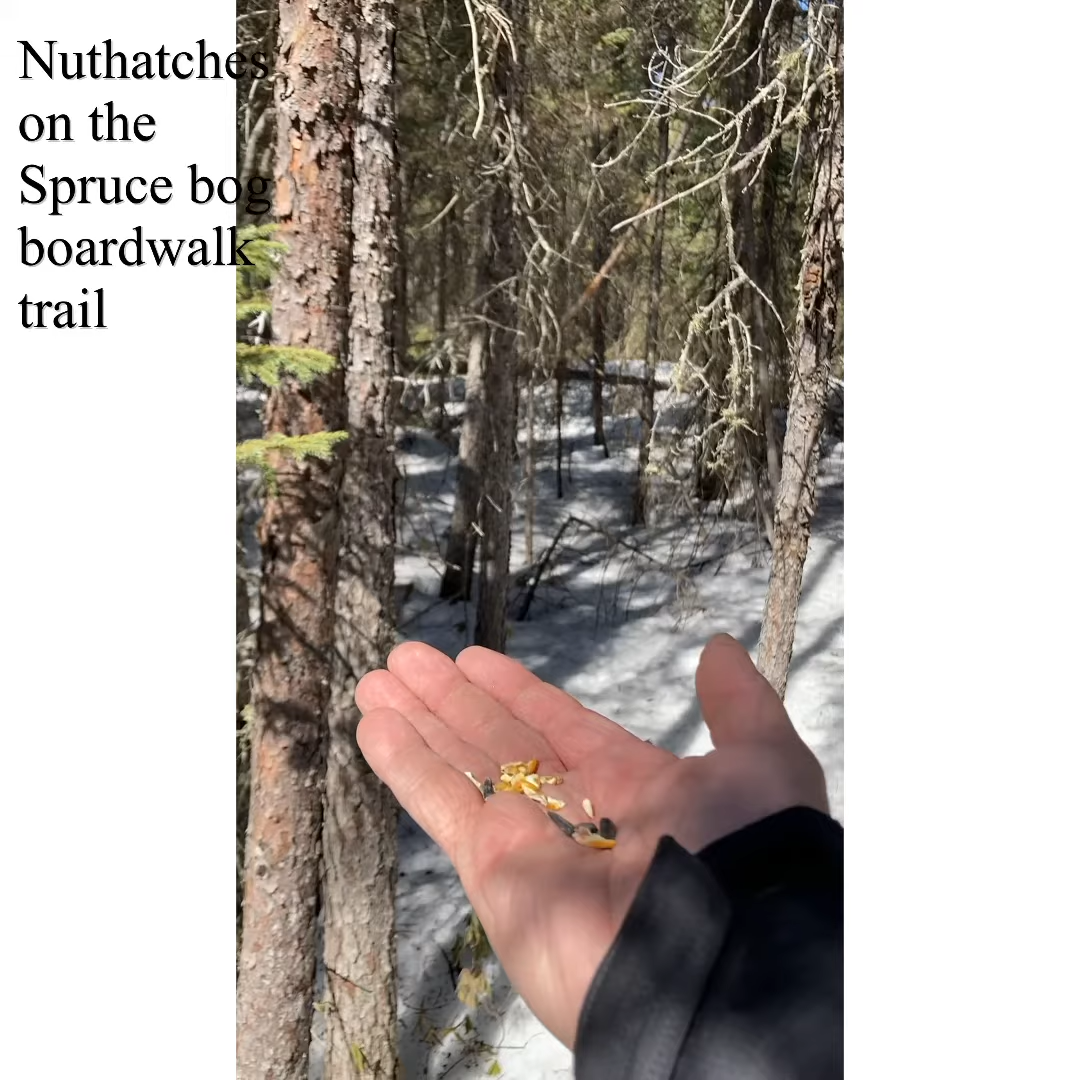 Nuthatches
on the
Spruce bog
boardwalk
trail